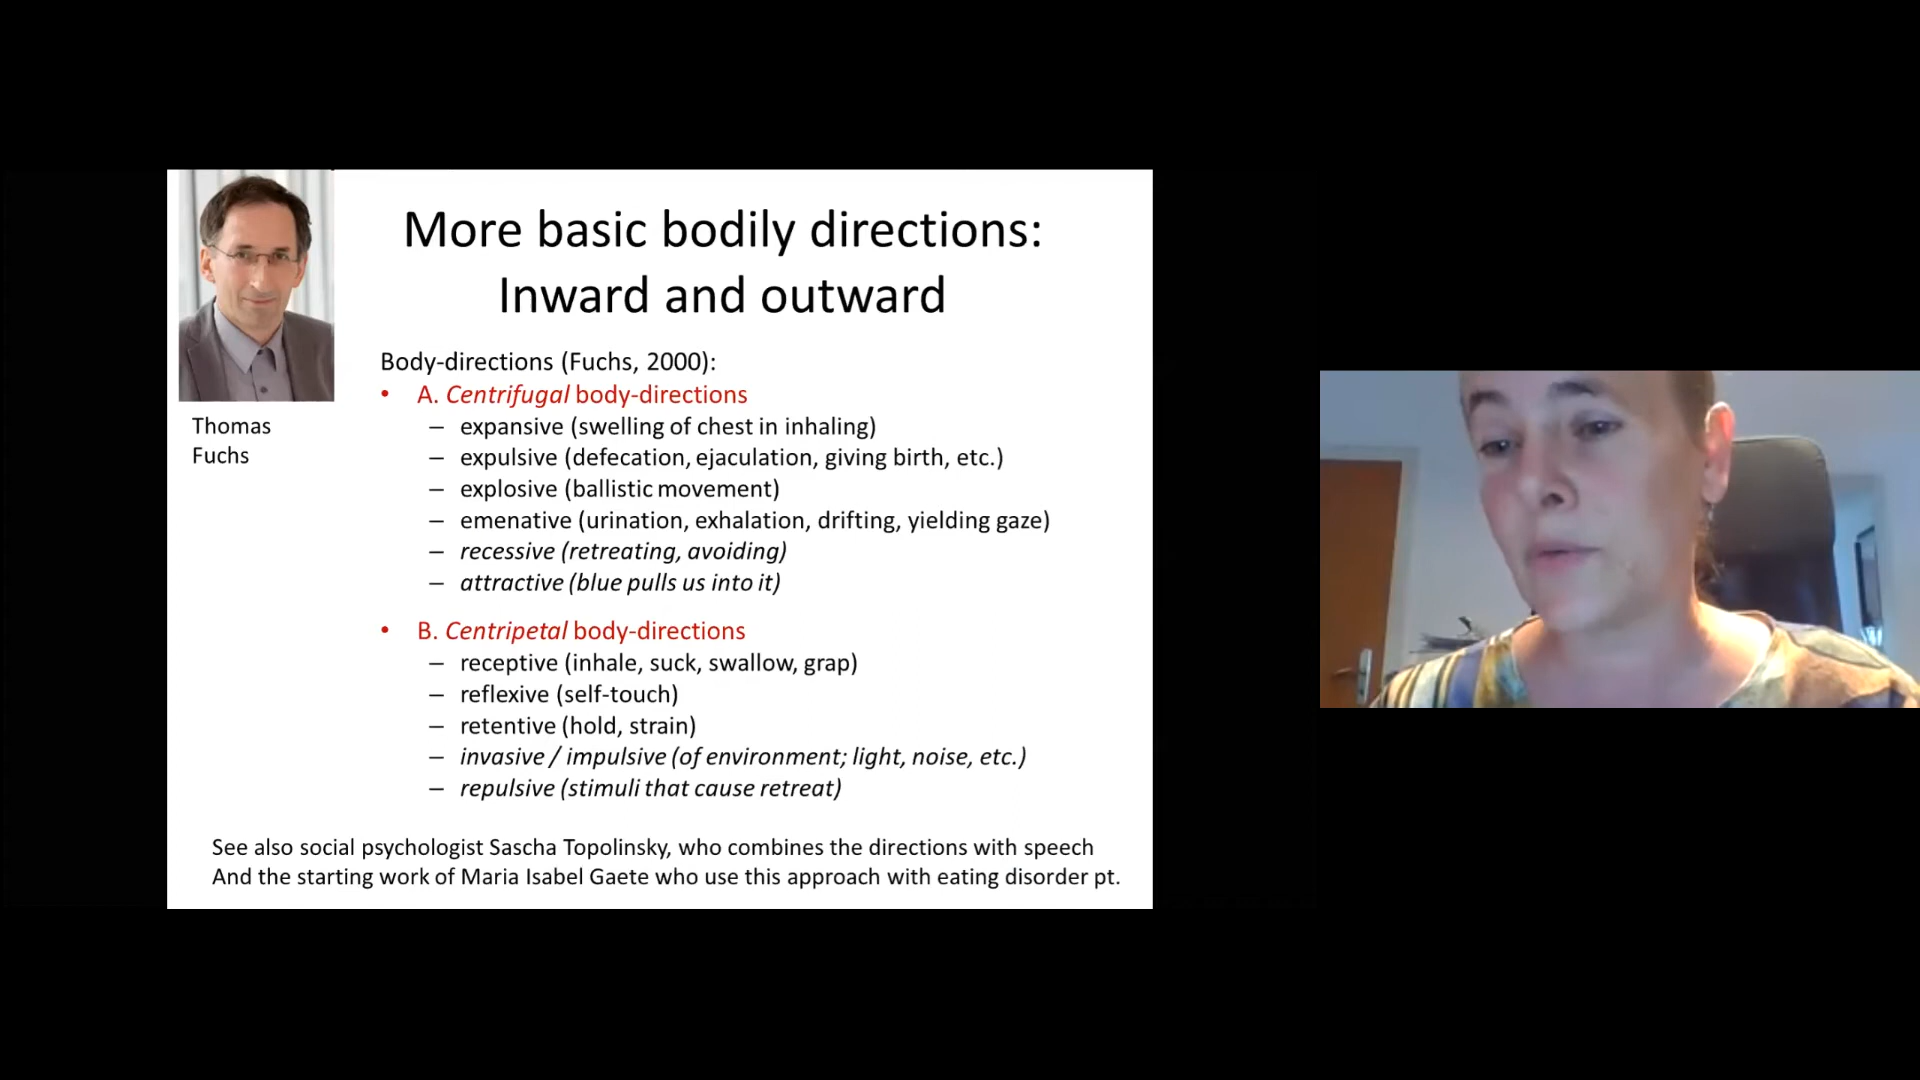 More basic bodily directions:
Inward and outward
Thomas
Fuchs
Body-directions (Fuchs, 2000):
• A. Centrifugal body-directions
– expansive (swelling of chest in inhaling)
– expulsive (defecation, ejaculation, giving birth, etc.)
– explosive (ballistic movement)
– emenative (urination, exhalation, drifting, yielding gaze)
– recessive (retreating, avoiding)
– attractive (blue pulls us into it)
• B. Centripetal body-directions
– receptive (inhale, suck, swallow, grap)
– reflexive (self-touch)
– retentive (hold, strain)
– invasive / impulsive (of environment; light, noise, etc.)
– repulsive (stimuli that cause retreat)
See also social psychologist Sascha Topolinsky, who combines the directions with speech
And the starting work of Maria Isabel Gaete who use this approach with eating disorder pt.